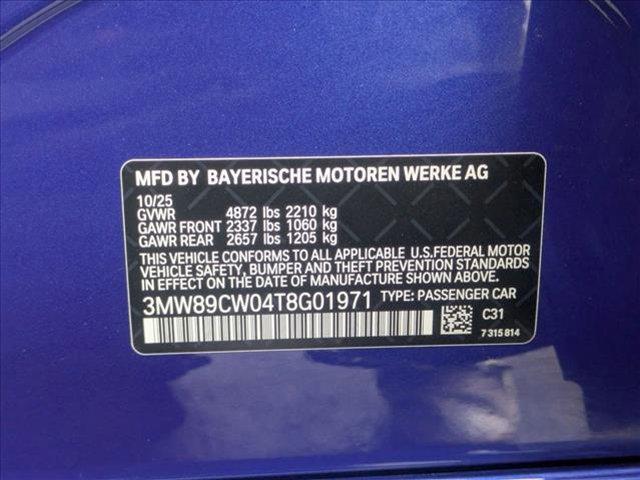 MFD BY BAYERISCHE MOTOREN WERKE AG
10/25
GVWR 4872 lbs 2210 kg
GAWR FRONT 2337 lbs 1060 kg
GAWR REAR 2657 lbs 1205 kg
THIS VEHICLE CONFORMS TO ALL APPLICABLE U.S.FEDERAL MOTOR
VEHICLE SAFETY, BUMPER AND THEFT PREVENTION STANDARDS
IN EFFECT ON THE DATE OF MANUFACTURE SHOWN ABOVE.
3MW89CW04T8G01971 TYPE: PASSENGER CAR
C31
7 315 814